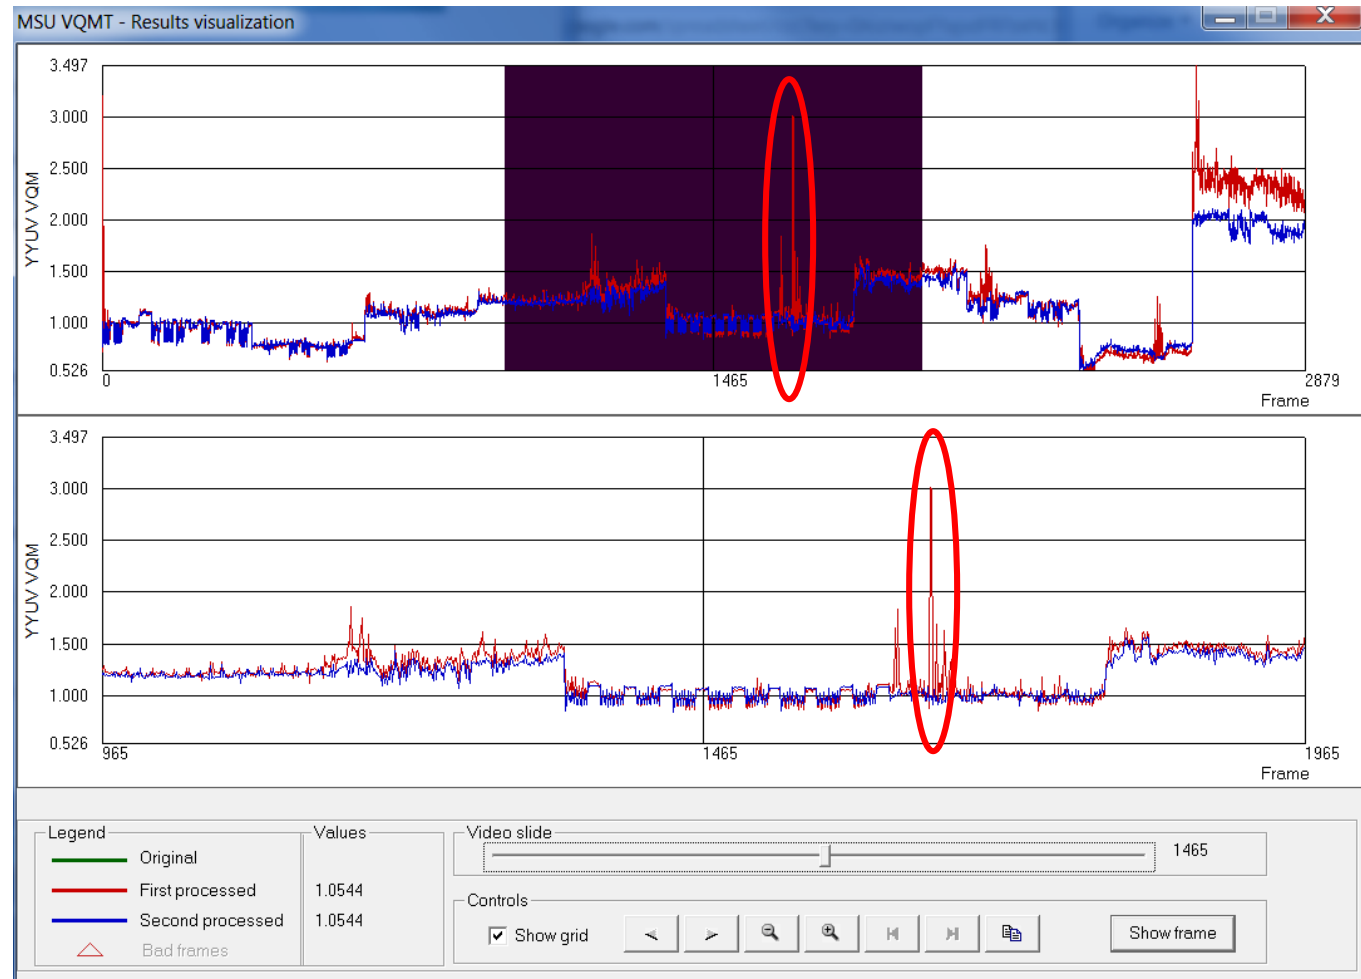 MSU VQMT - Results visualization
3.497
3.000
2.500
2.000
1.500
1.000
0.526
YYUV VQM
0 1465 2879
Frame
3.497
3.000
2.500
2.000
1.500
1.000
0.526
YYUV VQM
965 1465 1965
Frame
Legend Values Video slide
Original 1465
First processed 1.0544
Controls
Second processed 1.0544
Show grid Show frame
Bad frames